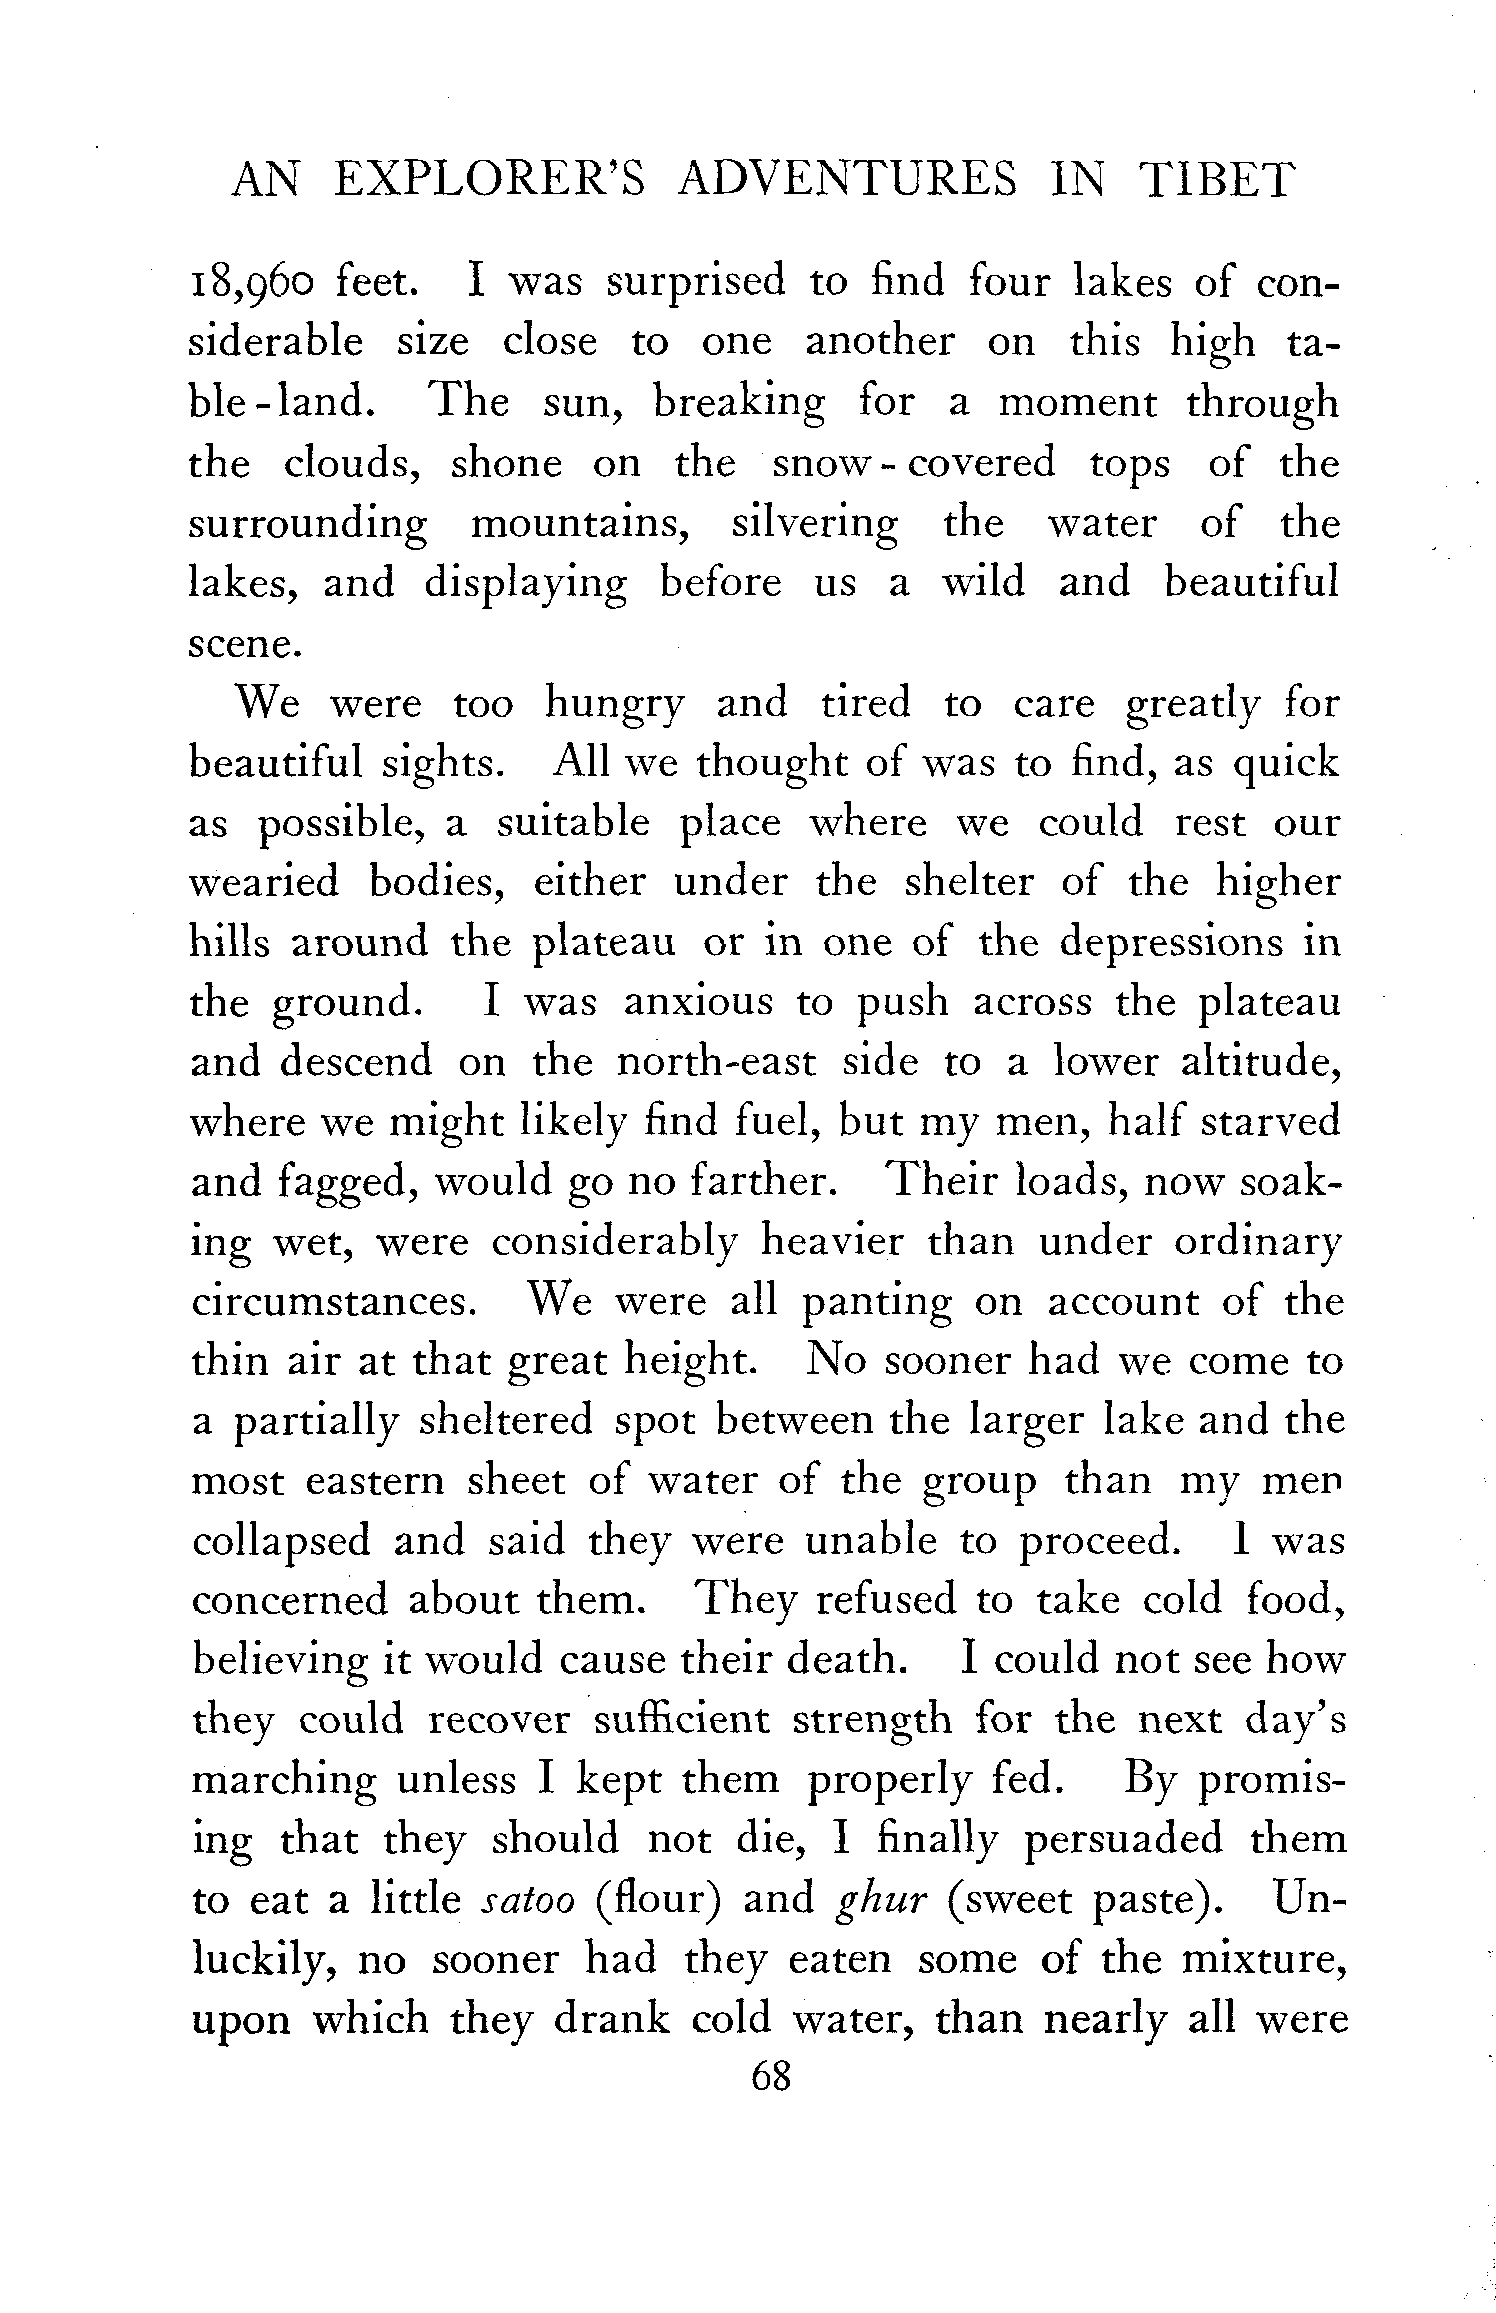 AN EXPLORER'S ADVENTURES IN TIBET
18,960 feet. I was surprised to find four lakes of con-
siderable size close to one another on this high ta-
ble-land. The sun, breaking for a moment through
the clouds, shone on the snow-covered tops of the
surrounding mountains, silvering the water of the
lakes, and displaying before us a wild and beautiful
scene.
We were too hungry and tired to care greatly for
beautiful sights. All we thought of was to find, as quick
as possible, a suitable place where we could rest our
wearied bodies, either under the shelter of the higher
hills around the plateau or in one of the depressions in
the ground. I was anxious to push across the plateau
and descend on the north-east side to a lower altitude,
where we might likely find fuel, but my men, half starved
and fagged, would go no farther. Their loads, now soak-
ing wet, were considerably heavier than under ordinary
circumstances. We were all panting on account of the
thin air at that great height. No sooner had we come to
a partially sheltered spot between the larger lake and the
most eastern sheet of water of the group than my men
collapsed and said they were unable to proceed. I was
concerned about them. They refused to take cold food,
believing it would cause their death. I could not see how
they could recover sufficient strength for the next day's
marching unless I kept them properly fed. By promis-
ing that they should not die, I finally persuaded them
to eat a little satoo (flour) and ghur (sweet paste). Un-
luckily, no sooner had they eaten some of the mixture,
upon which they drank cold water, than nearly all were
68